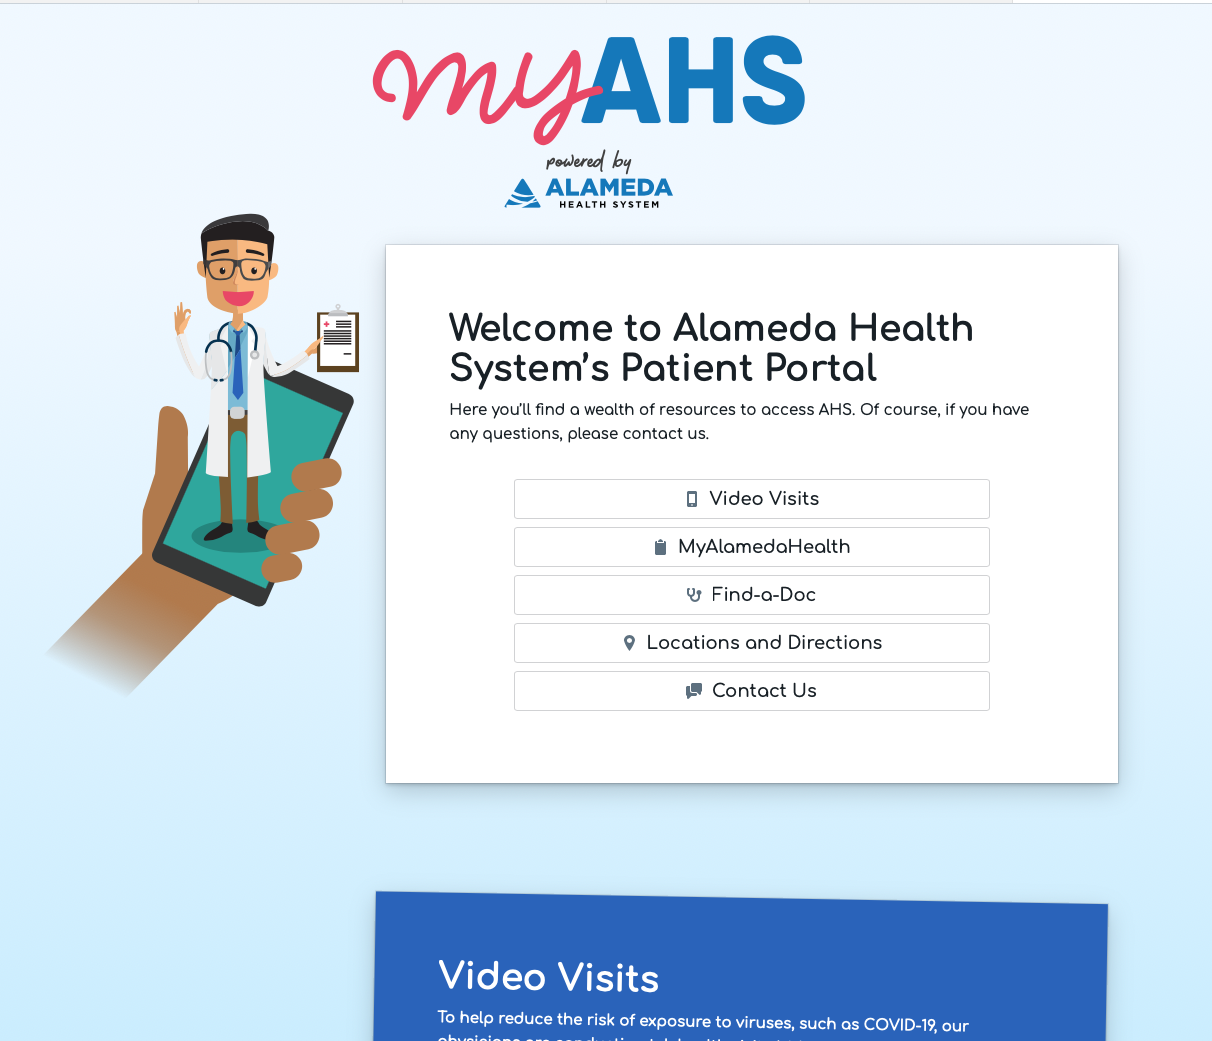 myAHS
powered by
ALAMEDA
HEALTH SYSTEM
Welcome to Alameda Health
System’s Patient Portal
Here you’ll find a wealth of resources to access AHS. Of course, if you have
any questions, please contact us.
Video Visits
MyAlamedaHealth
Find-a-Doc
Locations and Directions
Contact Us
Video Visits
To help reduce the risk of exposure to viruses, such as COVID-19, our